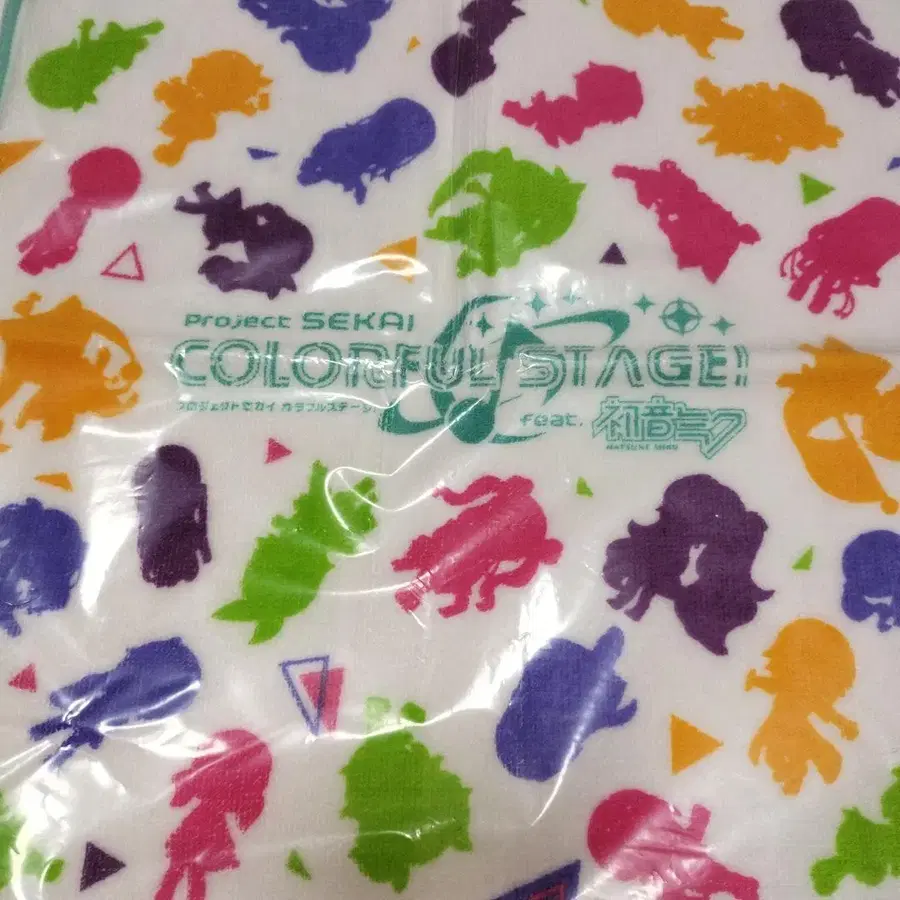 Project SEKAI
COLORFUL STAGE!
プロジェクトセカイ カラフルステージ!
feat. 初音ミク
HATSUNE MIKU